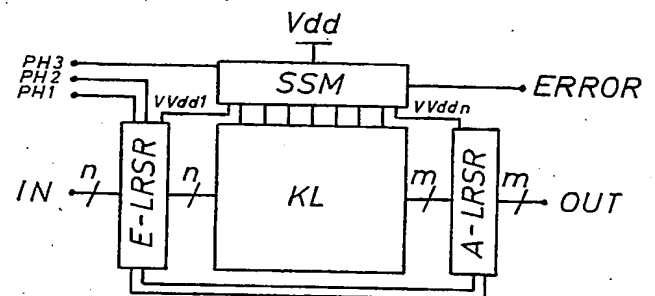 Vdd
PH3
PH2
PH1
SSM
ERROR
VVdd1
VVddn
IN
n
E-LRSR
n
KL
m
A-LRSR
m
OUT